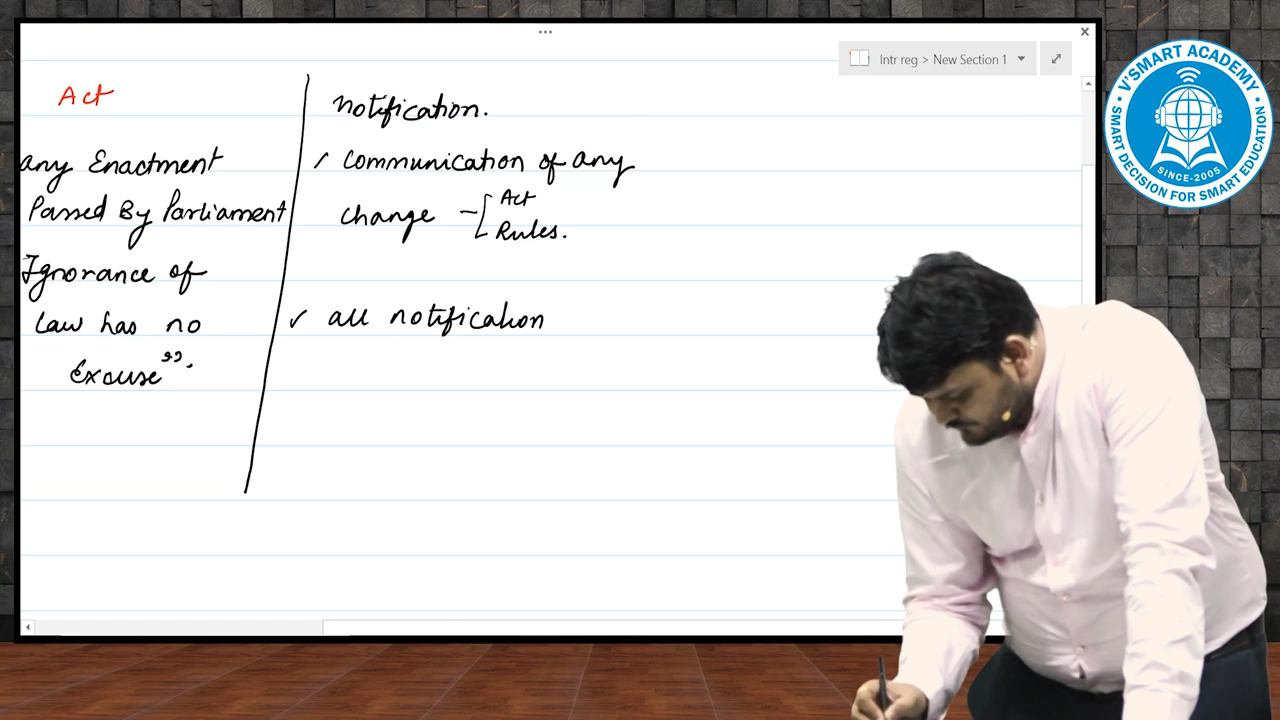 Intr reg > New Section 1
Act
any Enactment
Passed By Parliament
Ignorance of
Law has no
Excuse”.
notification.
Communication of any
change - Act
Rules.
all notification
V'SMART ACADEMY
SINCE-2005
SMART DECISION FOR SMART EDUCATION